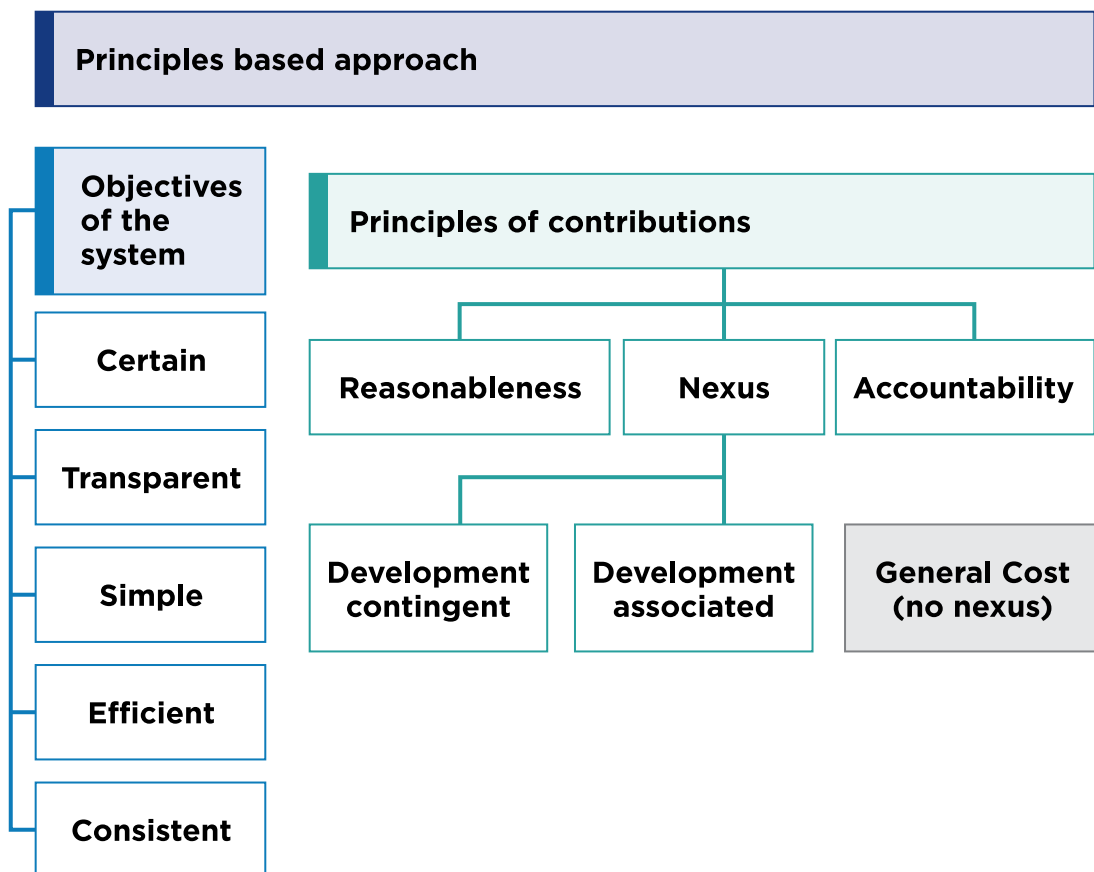 Principles based approach
Objectives
of the
system
Certain
Transparent
Simple
Efficient
Consistent
Principles of contributions
Reasonableness
Nexus
Accountability
Development
contingent
Development
associated
General Cost
(no nexus)